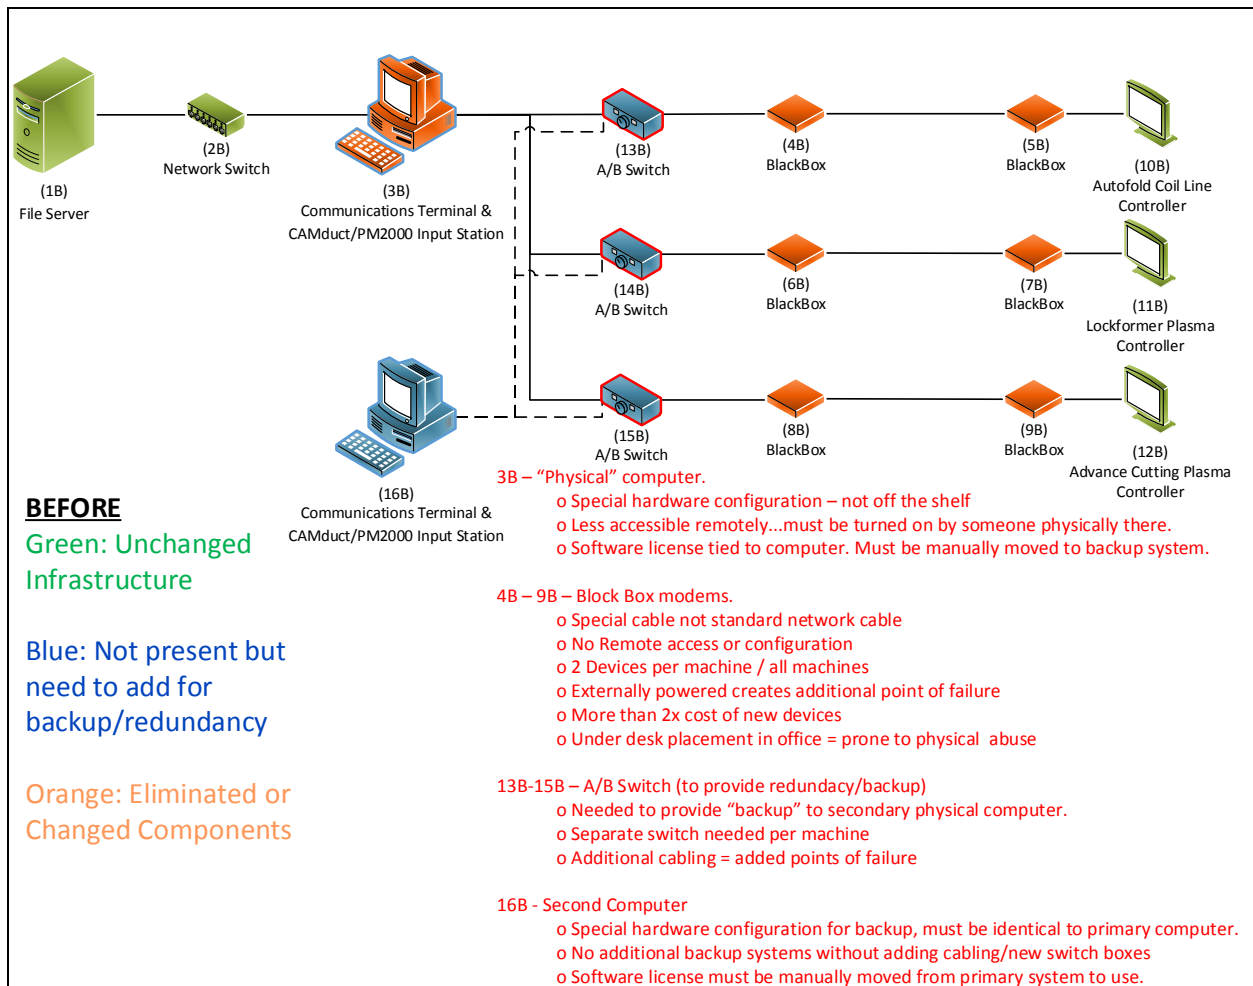 (1B)
File Server
(2B)
Network Switch
(3B)
Communications Terminal &
CAMduct/PM2000 Input Station
(13B)
A/B Switch
(4B)
BlackBox
(5B)
BlackBox
(10B)
Autofold Coil Line
Controller
(14B)
A/B Switch
(6B)
BlackBox
(7B)
BlackBox
(11B)
Lockformer Plasma
Controller
(15B)
A/B Switch
(8B)
BlackBox
(9B)
BlackBox
(12B)
Advance Cutting Plasma
Controller
(16B)
Communications Terminal &
CAMduct/PM2000 Input Station
BEFORE
Green: Unchanged
Infrastructure
Blue: Not present but
need to add for
backup/redundancy
Orange: Eliminated or
Changed Components
3B – “Physical” computer.
o Special hardware configuration – not off the shelf
o Less accessible remotely...must be turned on by someone physically there.
o Software license tied to computer. Must be manually moved to backup system.
4B – 9B – Block Box modems.
o Special cable not standard network cable
o No Remote access or configuration
o 2 Devices per machine / all machines
o Externally powered creates additional point of failure
o More than 2x cost of new devices
o Under desk placement in office = prone to physical abuse
13B-15B – A/B Switch (to provide redundacy/backup)
o Needed to provide “backup” to secondary physical computer.
o Separate switch needed per machine
o Additional cabling = added points of failure
16B - Second Computer
o Special hardware configuration for backup, must be identical to primary computer.
o No additional backup systems without adding cabling/new switch boxes
o Software license must be manually moved from primary system to use.